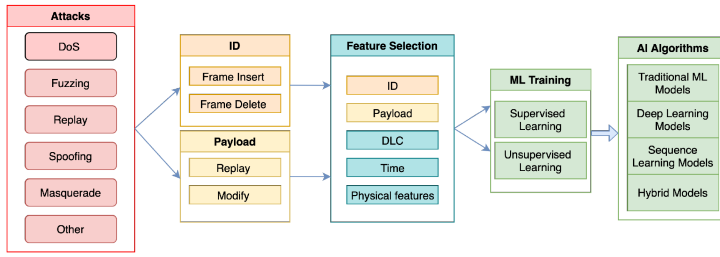 Attacks
DoS
Fuzzing
Replay
Spoofing
Masquerade
Other
ID
Frame Insert
Frame Delete
Payload
Replay
Modify
Feature Selection
ID
Payload
DLC
Time
Physical features
ML Training
Supervised
Learning
Unsupervised
Learning
AI Algorithms
Traditional ML
Models
Deep Learning
Models
Sequence
Learning Models
Hybrid Models